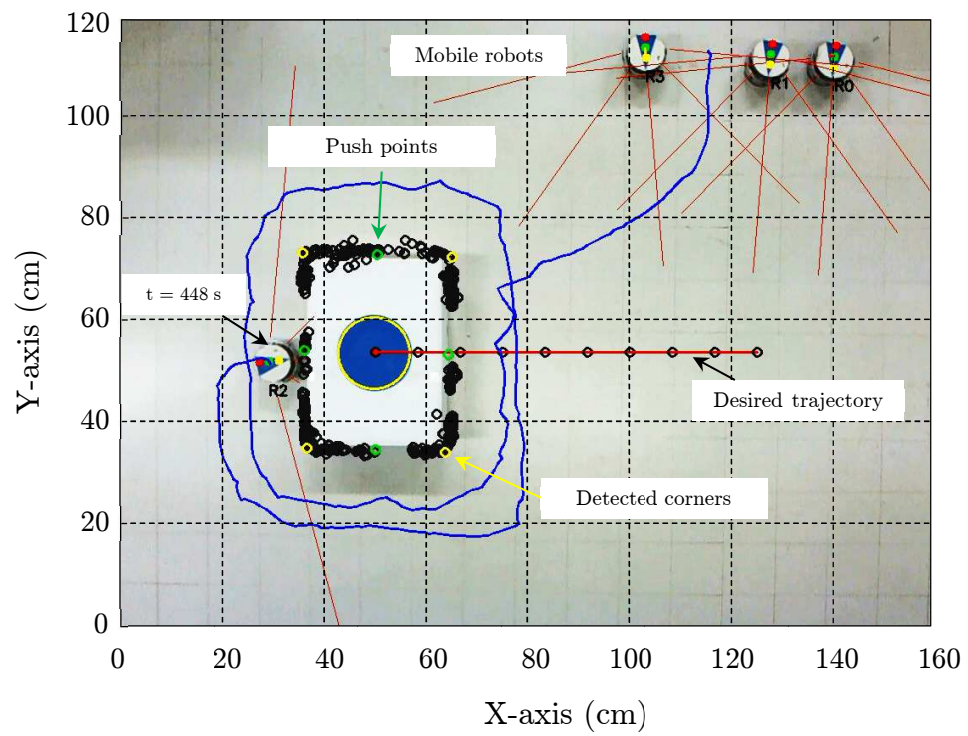 120
Mobile robots
R3
R1
R0
100
Push points
80
Y-axis (cm)
t = 448 s
60
R2
Desired trajectory
40
Detected corners
20
0
0 20 40 60 80 100 120 140 160
X-axis (cm)